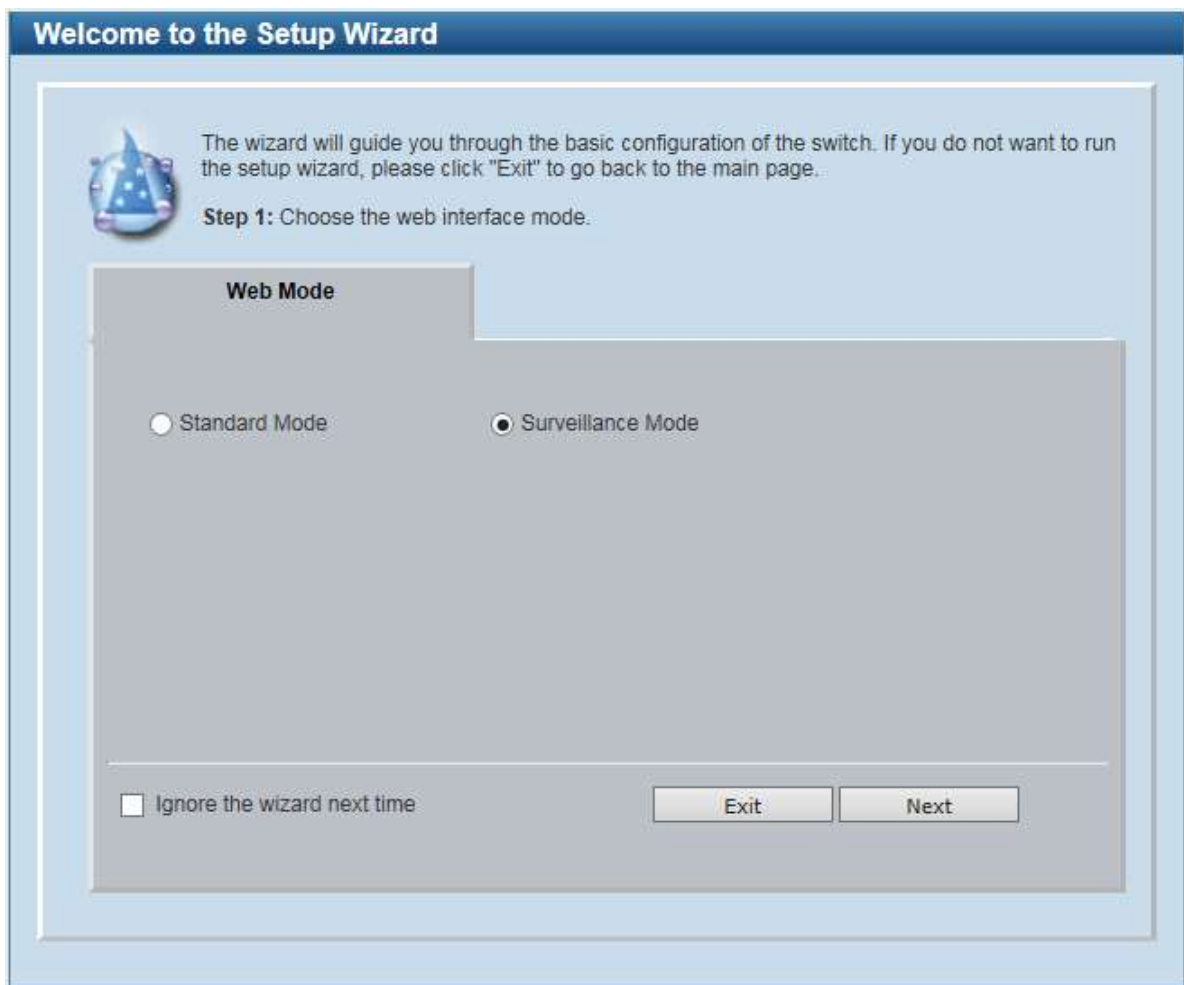 Welcome to the Setup Wizard
The wizard will guide you through the basic configuration of the switch. If you do not want to run
the setup wizard, please click "Exit" to go back to the main page.
Step 1: Choose the web interface mode.
Web Mode
Standard Mode
Surveillance Mode
Ignore the wizard next time
Exit
Next